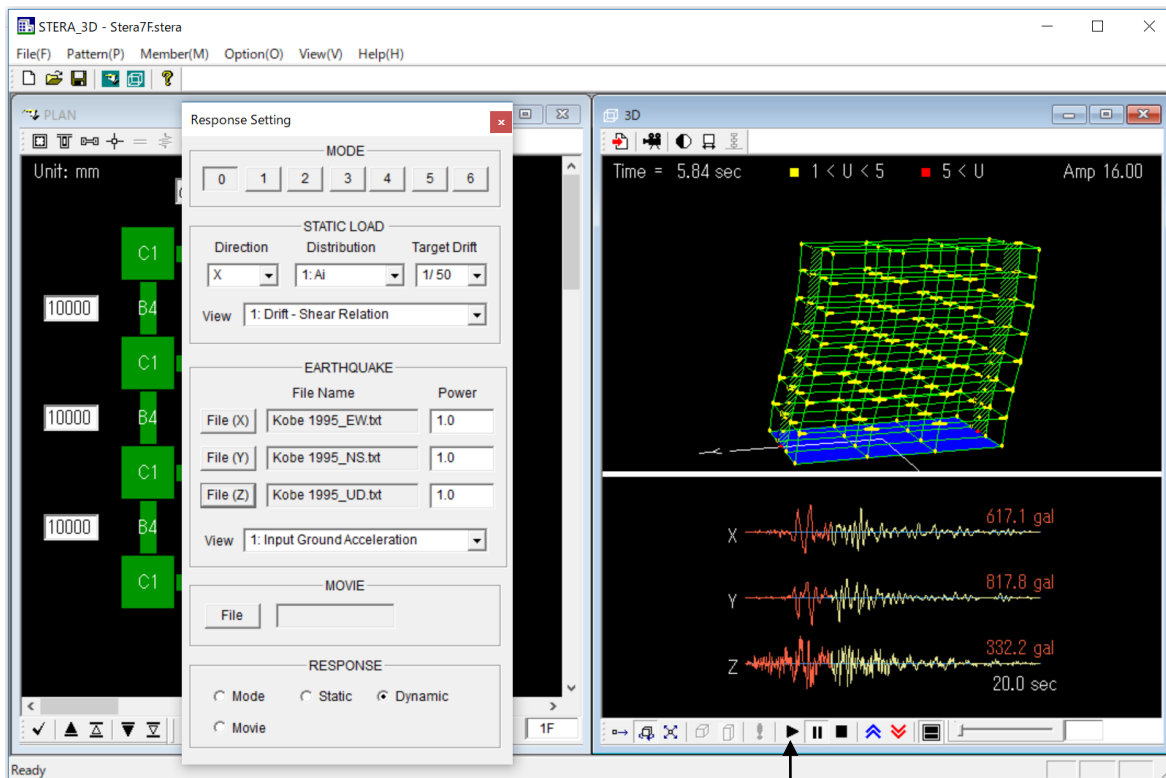 STERA_3D - Stera7F.stera
File(F) Pattern(P) Member(M) Option(O) View(V) Help(H)
PLAN
Unit: mm
C1
10000 B4
C1
10000 B4
C1
10000 B4
C1
1F
Response Setting
MODE
0 1 2 3 4 5 6
STATIC LOAD
Direction Distribution Target Drift
X 1: Ai 1/ 50
View 1: Drift - Shear Relation
EARTHQUAKE
File Name Power
File (X) Kobe 1995_EW.txt 1.0
File (Y) Kobe 1995_NS.txt 1.0
File (Z) Kobe 1995_UD.txt 1.0
View 1: Input Ground Acceleration
MOVIE
File
RESPONSE
Mode Static Dynamic
Movie
3D
Time = 5.84 sec 1 < U < 5 5 < U Amp 16.00
X 617.1 gal
Y 817.8 gal
Z 332.2 gal
20.0 sec
Ready